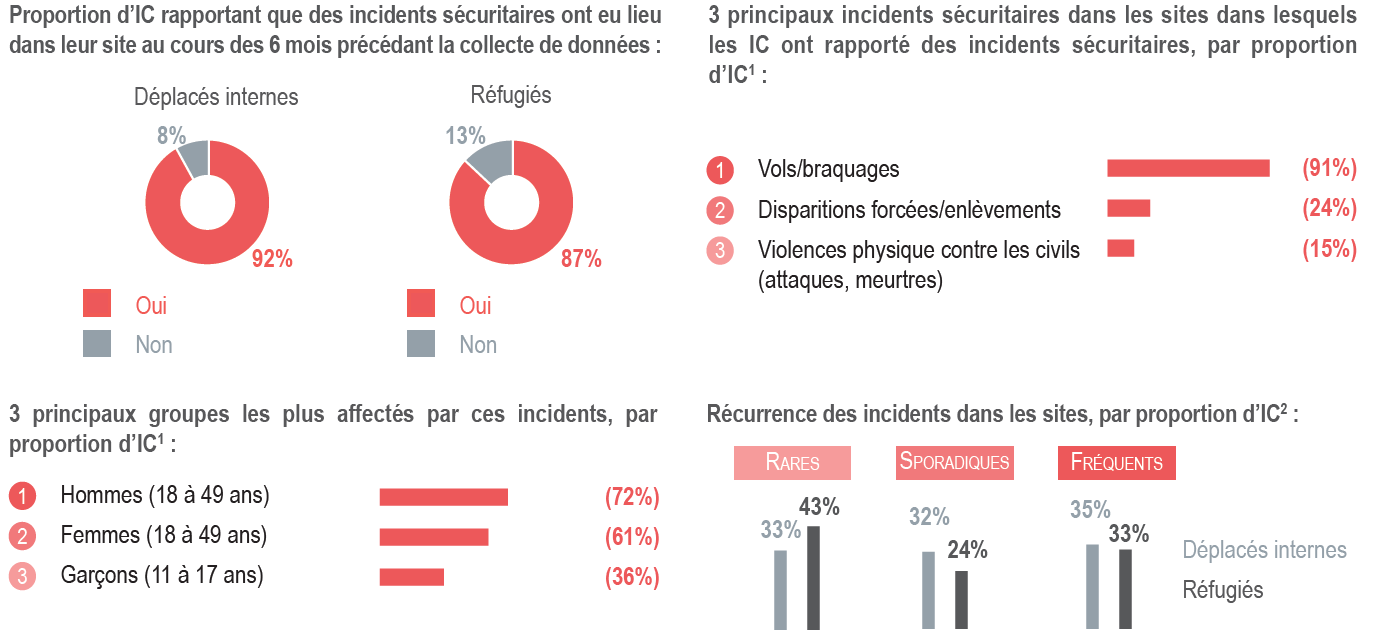 Proportion d’IC rapportant que des incidents sécuritaires ont eu lieu
dans leur site au cours des 6 mois précédant la collecte de données :
Déplacés internes
8%
92%
Oui
Non
Réfugiés
13%
87%
Oui
Non
3 principaux incidents sécuritaires dans les sites dans lesquels
les IC ont rapporté des incidents sécuritaires, par proportion
d’IC¹ :
1 Vols/braquages (91%)
2 Disparitions forcées/enlèvements (24%)
3 Violences physique contre les civils (15%)
(attaques, meurtres)
3 principaux groupes les plus affectés par ces incidents, par
proportion d’IC¹ :
1 Hommes (18 à 49 ans) (72%)
2 Femmes (18 à 49 ans) (61%)
3 Garçons (11 à 17 ans) (36%)
Récurrence des incidents dans les sites, par proportion d’IC² :
RARES SPORADIQUES FRÉQUENTS
33% 43% 32% 24% 35% 33%
Déplacés internes
Réfugiés